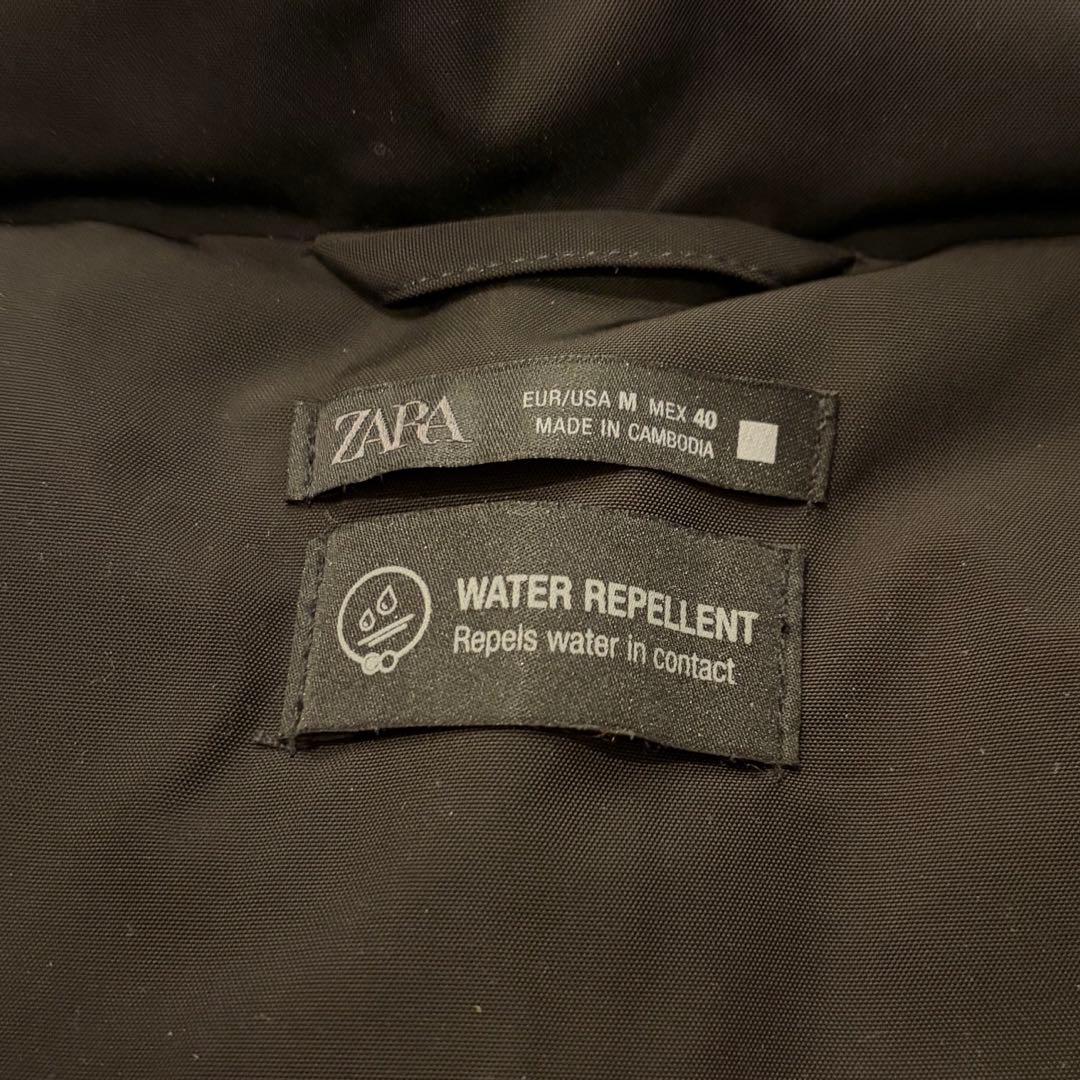 ZARA
EUR/USA M MEX 40
MADE IN CAMBODIA
WATER REPELLENT
Repels water in contact